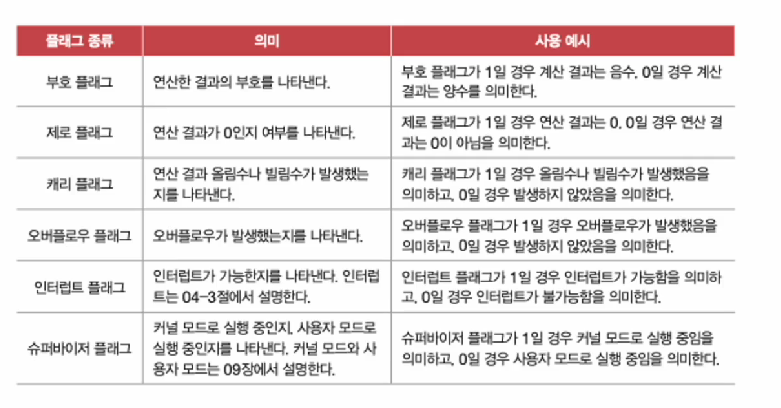 플래그 종류 의미 사용 예시
부호 플래그 연산한 결과의 부호를 나타낸다. 부호 플래그가 1일 경우 계산 결과는 음수, 0일 경우 계산
결과는 양수를 의미한다.
제로 플래그 연산 결과가 0인지 여부를 나타낸다. 제로 플래그가 1일 경우 연산 결과는 0, 0일 경우 연산 결
과는 0이 아님을 의미한다.
캐리 플래그 연산 결과 올림수나 빌림수가 발생했는 캐리 플래그가 1일 경우 올림수나 빌림수가 발생했음을
지를 나타낸다. 의미하고, 0일 경우 발생하지 않았음을 의미한다.
오버플로우 플래그 오버플로우가 발생했는지를 나타낸다. 오버플로우 플래그가 1일 경우 오버플로우가 발생했음을
의미하고, 0일 경우 발생하지 않았음을 의미한다.
인터럽트 플래그 인터럽트가 가능한지를 나타낸다. 인터럽 인터럽트 플래그가 1일 경우 인터럽트가 가능함을 의미하
트는 04-3절에서 설명한다. 고, 0일 경우 인터럽트가 불가능함을 의미한다.
슈퍼바이저 플래그 커널 모드로 실행 중인지, 사용자 모드로 슈퍼바이저 플래그가 1일 경우 커널 모드로 실행 중임을
실행 중인지를 나타낸다. 커널 모드와 사 의미하고, 0일 경우 사용자 모드로 실행 중임을 의미한다.
용자 모드는 09장에서 설명한다.